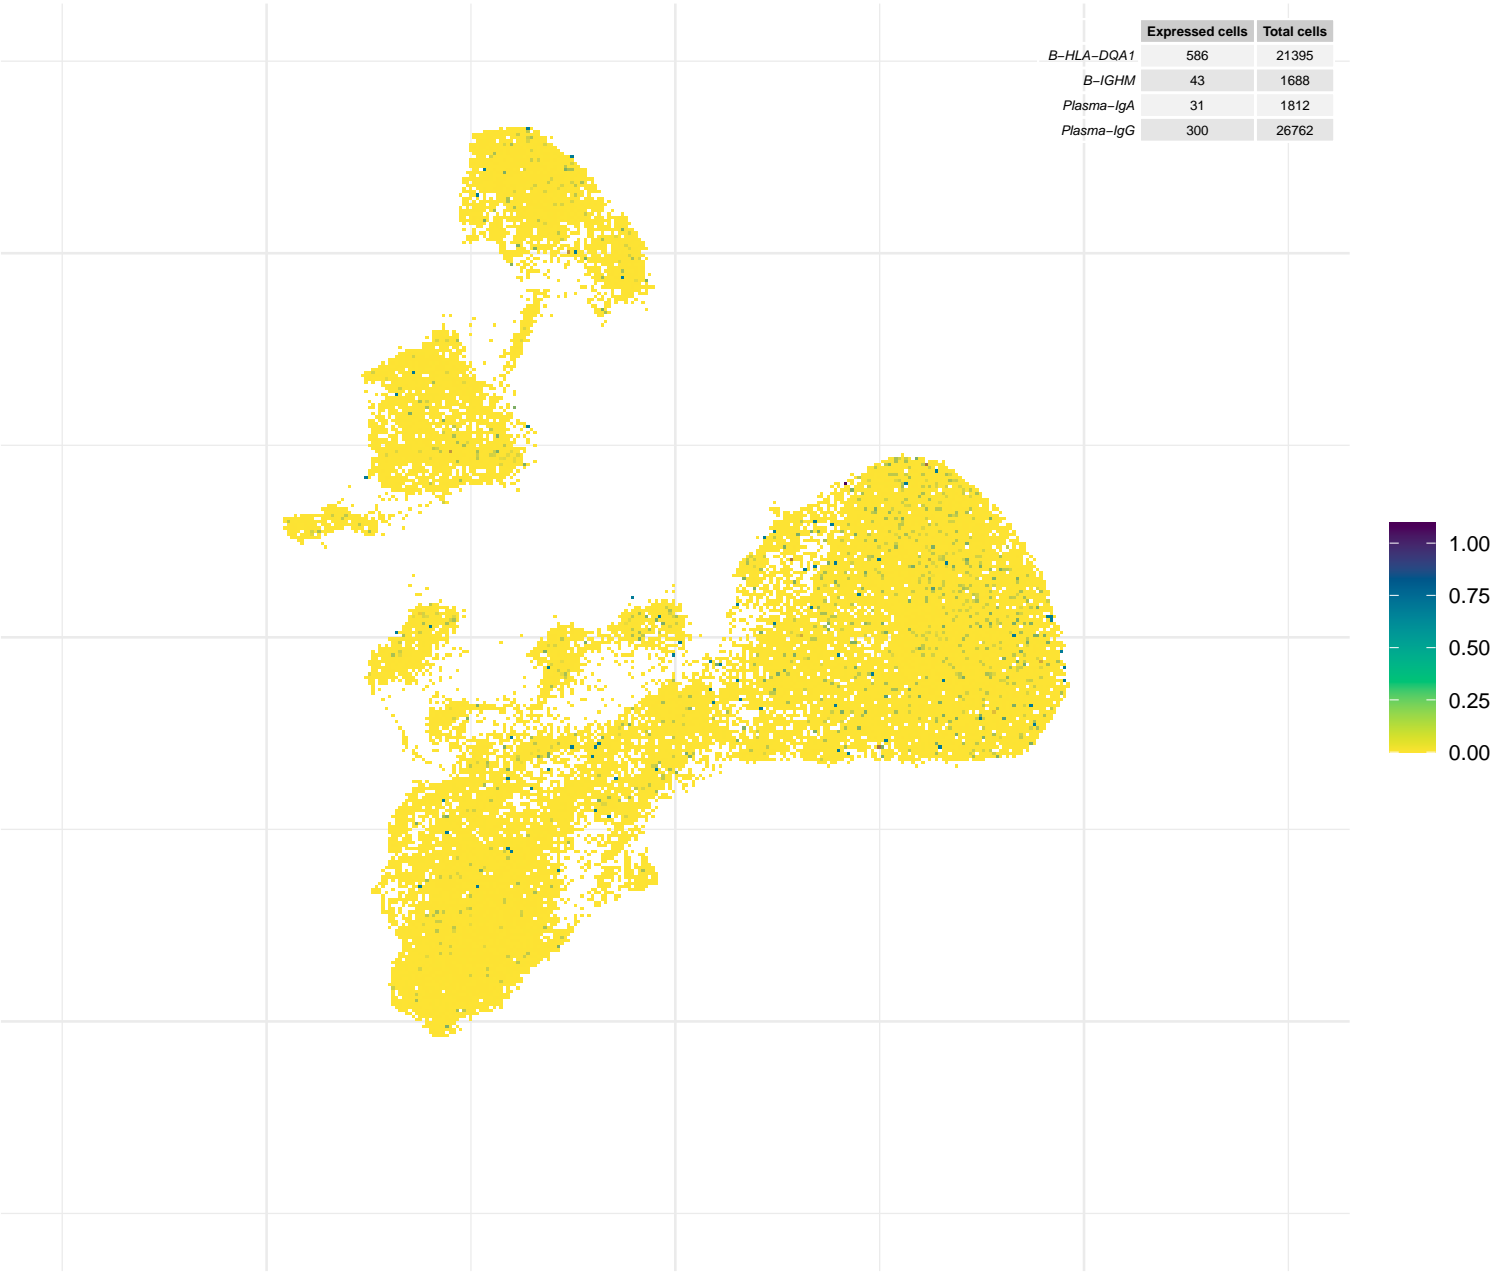 Expressed cells Total cells
B−HLA−DQA1 586 21395
B−IGHM 43 1688
Plasma−IgA 31 1812
Plasma−IgG 300 26762
1.00
0.75
0.50
0.25
0.00